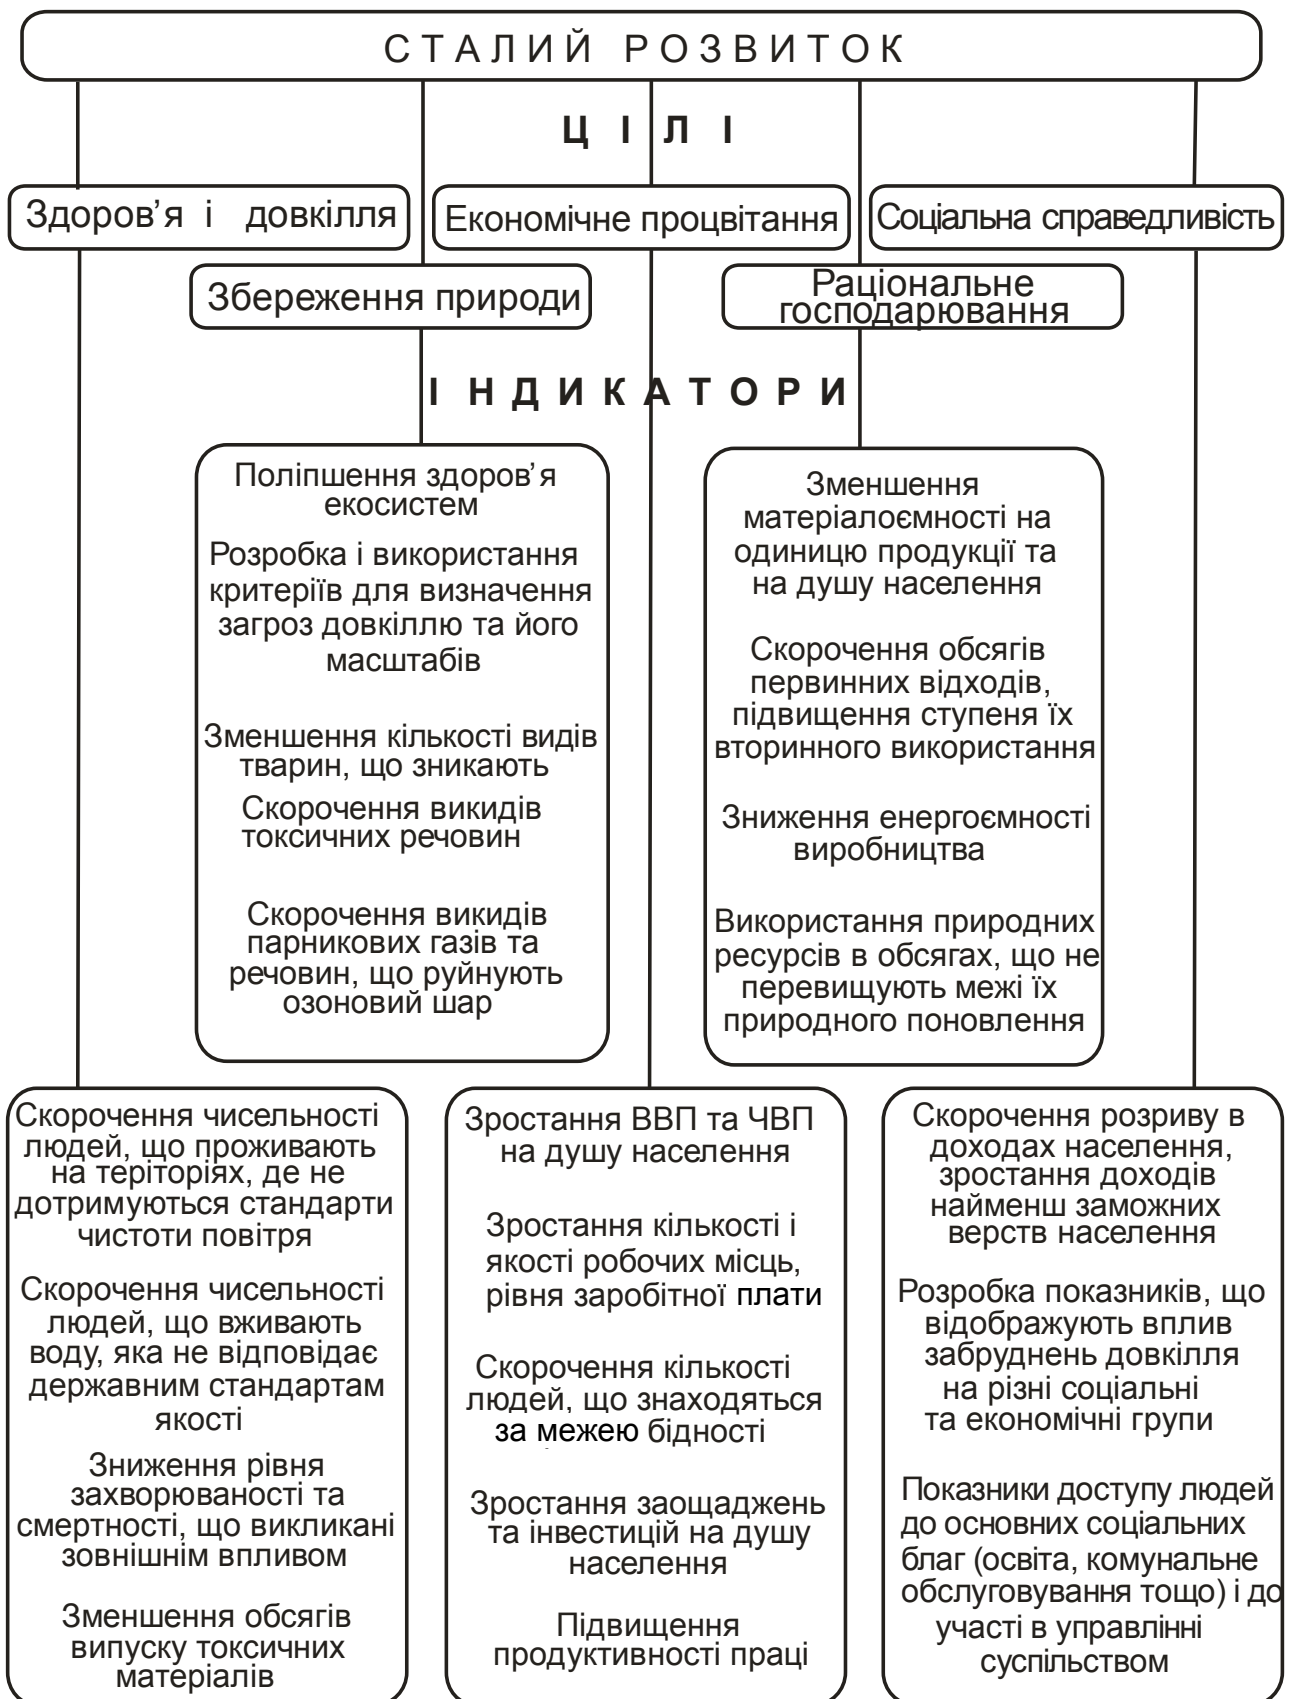 СТАЛИЙ РОЗВИТОК
ЦІЛІ
Здоров’я і довкілля
Економічне процвітання
Соціальна справедливість
Збереження природи
Раціональне
господарювання
ІНДИКАТОРИ
Поліпшення здоров’я
екосистем
Розробка і використання
критеріїв для визначення
загроз довкіллю та його
масштабів
Зменшення кількості видів
тварин, що зникають
Скорочення викидів
токсичних речовин
Скорочення викидів
парникових газів та
речовин, що руйнують
озоновий шар
Зменшення
матеріалоємності на
одиницю продукції та
на душу населення
Скорочення обсягів
первинних відходів,
підвищення ступеня їх
вторинного використання
Зниження енергоємності
виробництва
Використання природних
ресурсів в обсягах, що не
перевищують межі їх
природного поновлення
Скорочення чисельності
людей, що проживають
на теріторіях, де не
дотримуються стандарти
чистоти повітря
Скорочення чисельності
людей, що вживають
воду, яка не відповідає
державним стандартам
якості
Зниження рівня
захворюваності та
смертності, що викликані
зовнішнім впливом
Зменшення обсягів
випуску токсичних
матеріалів
Зростання ВВП та ЧВП
на душу населення
Зростання кількості і
якості робочих місць,
рівня заробітної плати
Скорочення кількості
людей, що знаходяться
за межею бідності
Зростання заощаджень
та інвестицій на душу
населення
Підвищення
продуктивності праці
Скорочення розриву в
доходах населення,
зростання доходів
найменш заможних
верств населення
Розробка показників, що
відображують вплив
забруднень довкілля
на різні соціальні
та економічні групи
Показники доступу людей
до основних соціальних
благ (освіта, комунальне
обслуговування тощо) і до
участі в управлінні
суспільством